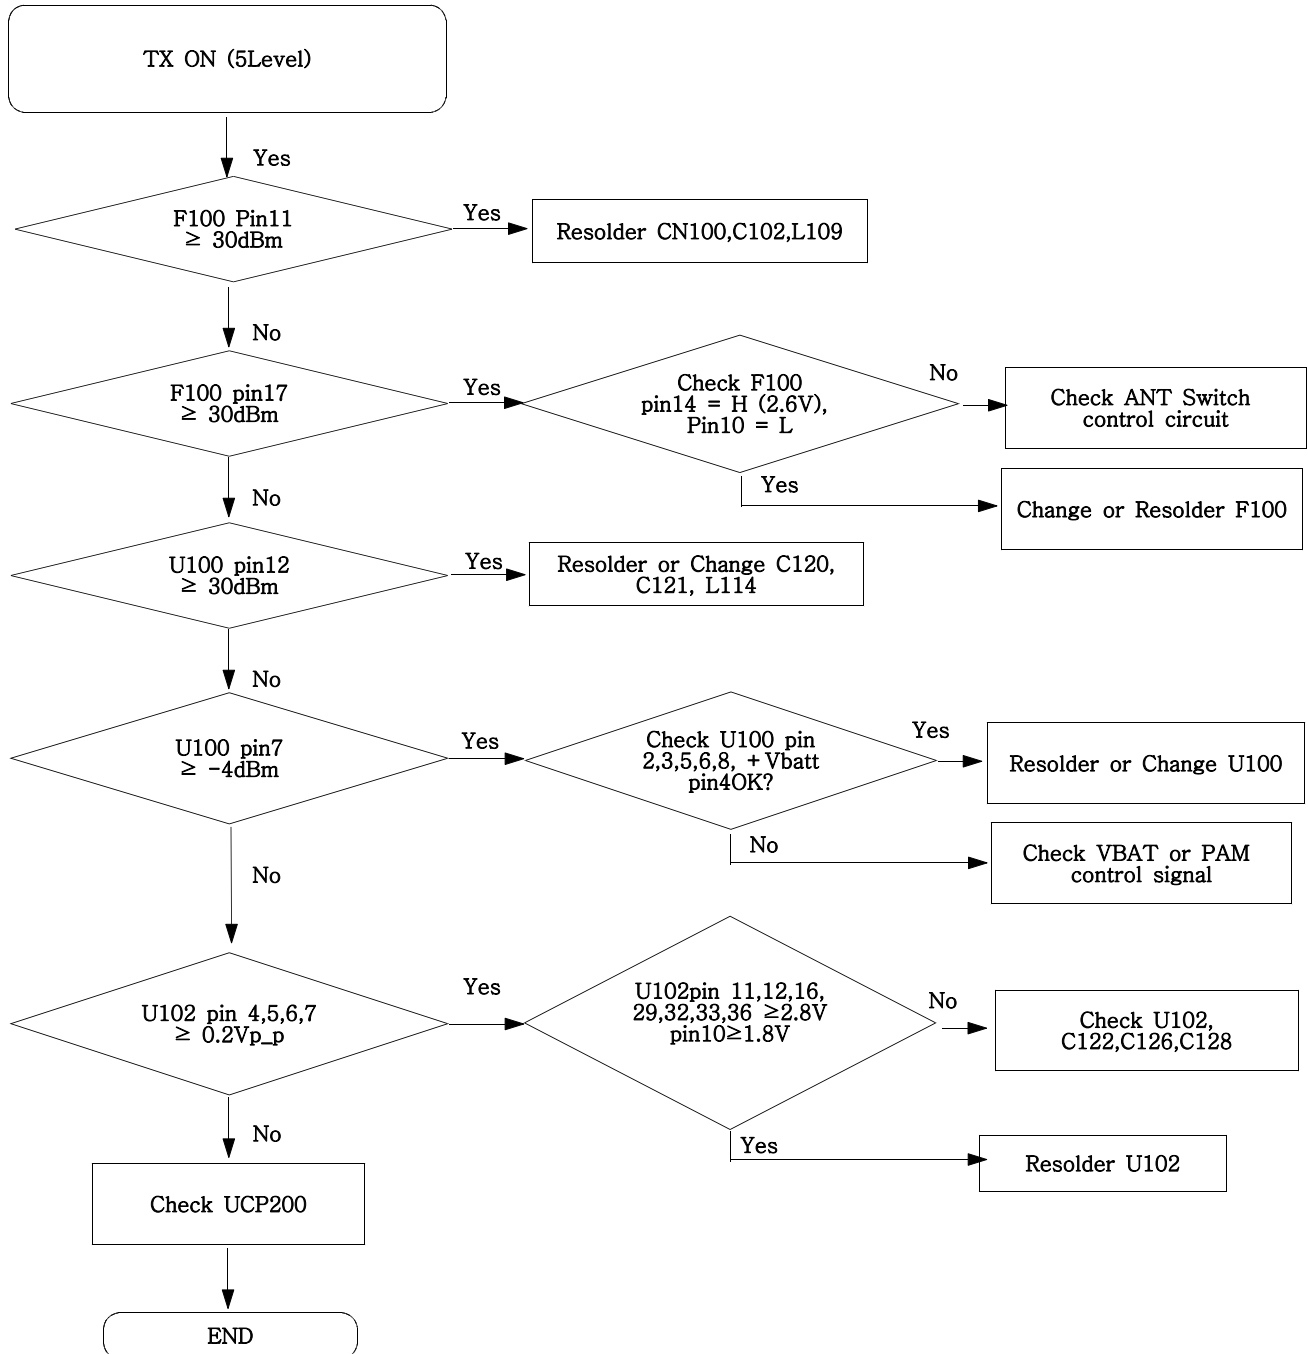 TX ON (5Level)
Yes
F100 Pin11
≥ 30dBm
Yes
Resolder CN100,C102,L109
No
F100 pin17
≥ 30dBm
Yes
Check F100
pin14 = H (2.6V),
Pin10 = L
No
Check ANT Switch
control circuit
Yes
Change or Resolder F100
No
U100 pin12
≥ 30dBm
Yes
Resolder or Change C120,
C121, L114
No
U100 pin7
≥ -4dBm
Yes
Check U100 pin
2,3,5,6,8, +Vbatt
pin4OK?
Yes
Resolder or Change U100
No
Check VBAT or PAM
control signal
No
U102 pin 4,5,6,7
≥ 0.2Vp_p
Yes
U102pin 11,12,16,
29,32,33,36 ≥2.8V
pin10≥1.8V
No
Check U102,
C122,C126,C128
Yes
Resolder U102
No
Check UCP200
END